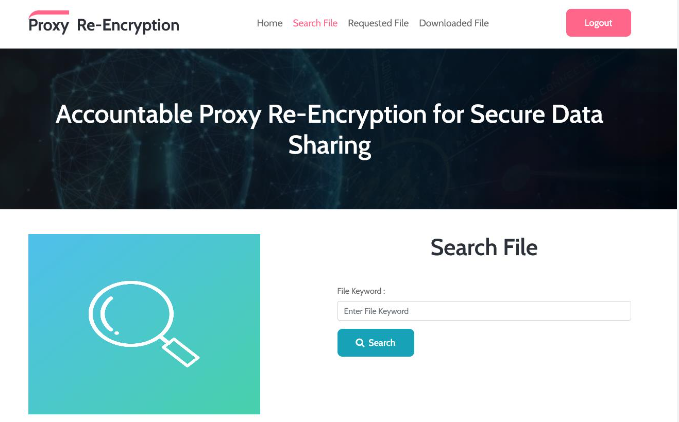 Proxy Re-Encryption
Home Search File Requested File Downloaded File
Logout
Accountable Proxy Re-Encryption for Secure Data
Sharing
Search File
File Keyword :
Enter File Keyword
Search